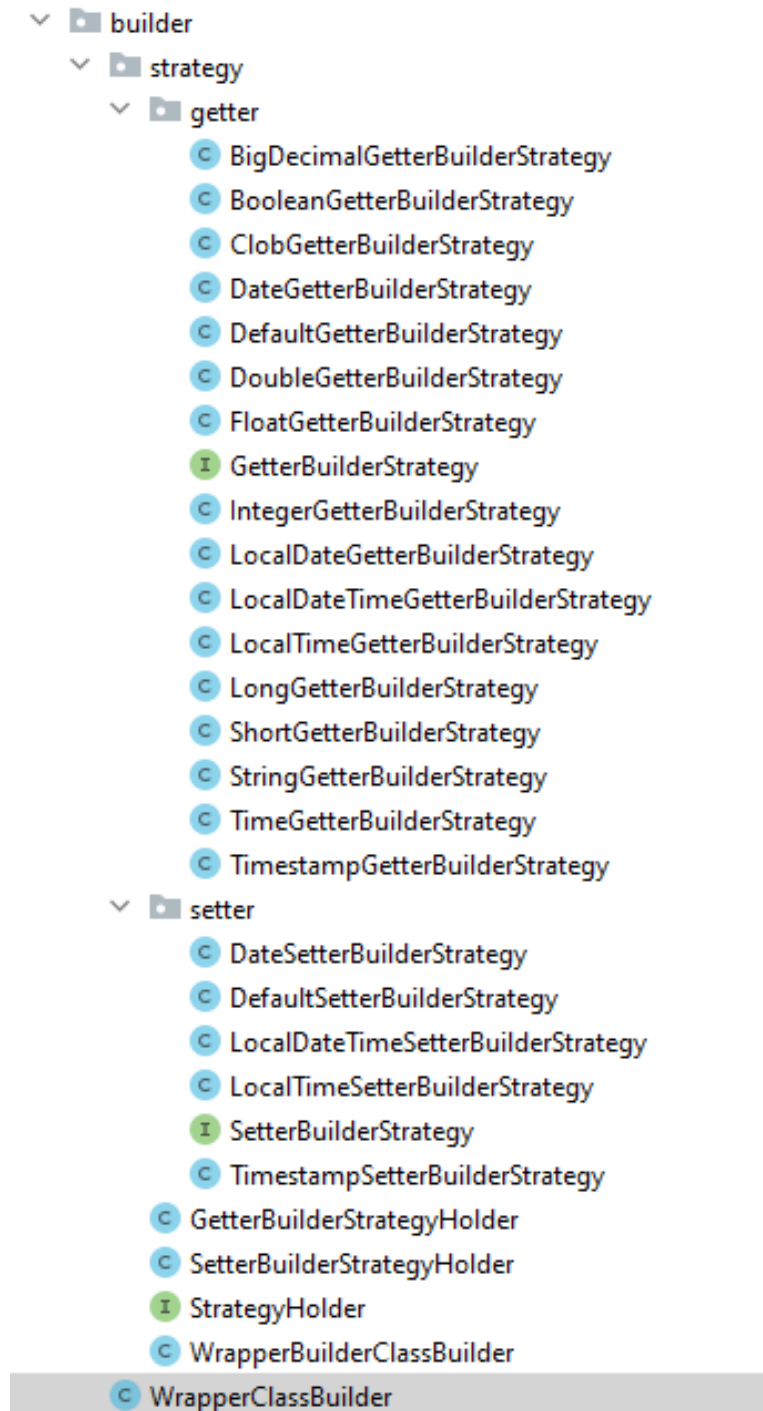 builder
strategy
getter
C BigDecimalGetterBuilderStrategy
C BooleanGetterBuilderStrategy
C ClobGetterBuilderStrategy
C DateGetterBuilderStrategy
C DefaultGetterBuilderStrategy
C DoubleGetterBuilderStrategy
C FloatGetterBuilderStrategy
I GetterBuilderStrategy
C IntegerGetterBuilderStrategy
C LocalDateGetterBuilderStrategy
C LocalDateTimeGetterBuilderStrategy
C LocalTimeGetterBuilderStrategy
C LongGetterBuilderStrategy
C ShortGetterBuilderStrategy
C StringGetterBuilderStrategy
C TimeGetterBuilderStrategy
C TimestampGetterBuilderStrategy
setter
C DateSetterBuilderStrategy
C DefaultSetterBuilderStrategy
C LocalDateTimeSetterBuilderStrategy
C LocalTimeSetterBuilderStrategy
I SetterBuilderStrategy
C TimestampSetterBuilderStrategy
C GetterBuilderStrategyHolder
C SetterBuilderStrategyHolder
I StrategyHolder
C WrapperBuilderClassBuilder
C WrapperClassBuilder